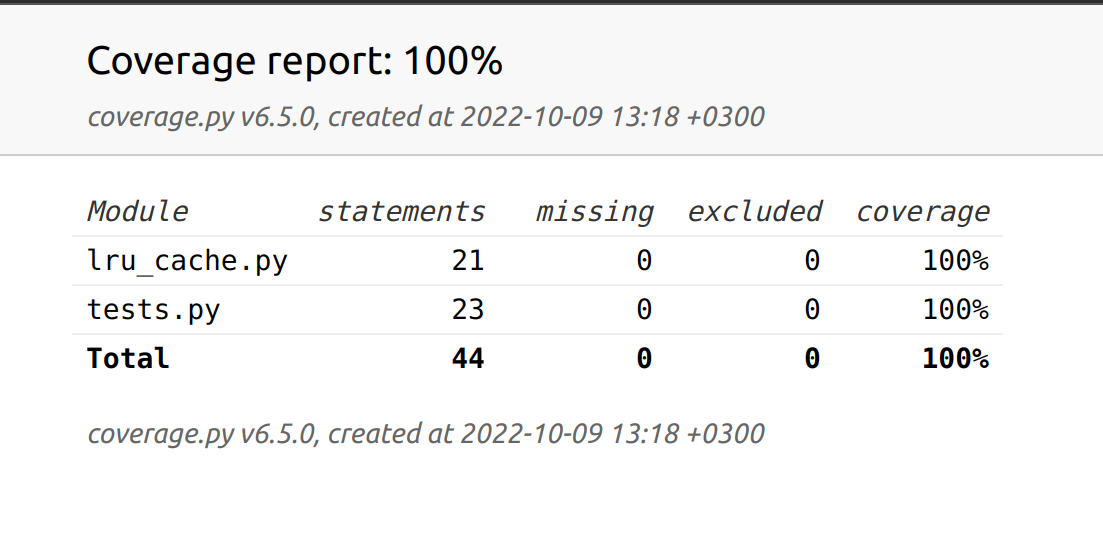 Coverage report: 100%
coverage.py v6.5.0, created at 2022-10-09 13:18 +0300
Module statements missing excluded coverage
lru_cache.py 21 0 0 100%
tests.py 23 0 0 100%
Total 44 0 0 100%
coverage.py v6.5.0, created at 2022-10-09 13:18 +0300